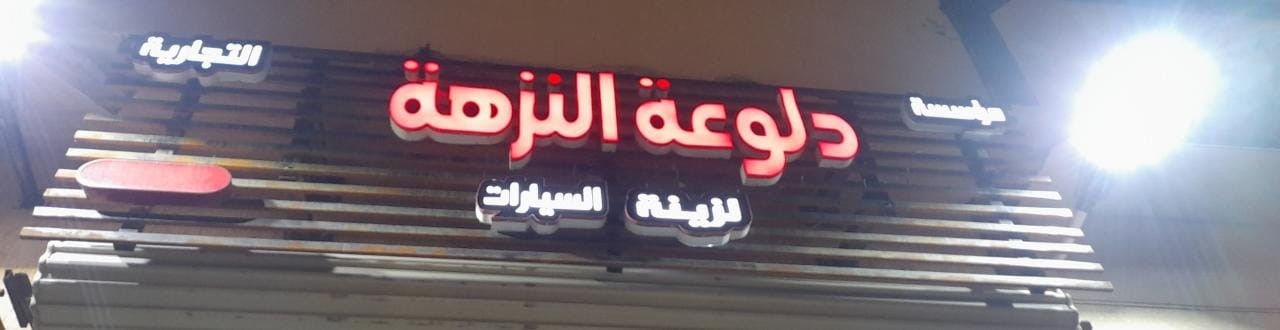 مؤسسة
دلوعة النزهة
التجارية
لزينة السيارات